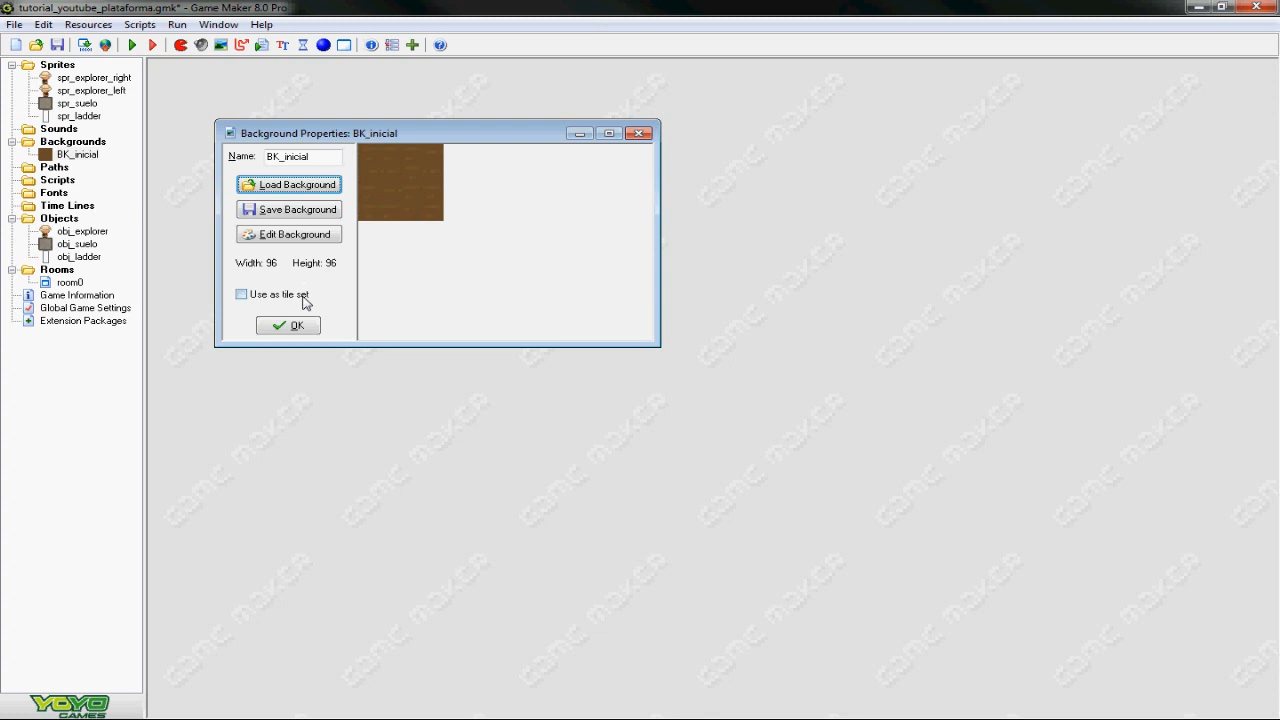 tutorial_youtube_plataforma.gmk* - Game Maker 8.0 Pro
File Edit Resources Scripts Run Window Help
Sprites
spr_explorer_right
spr_explorer_left
spr_suelo
spr_ladder
Sounds
Backgrounds
BK_inicial
Paths
Scripts
Fonts
Time Lines
Objects
obj_explorer
obj_suelo
obj_ladder
Rooms
room0
Game Information
Global Game Settings
Extension Packages
YOYO
GAMES
Background Properties: BK_inicial
Name: BK_inicial
Load Background
Save Background
Edit Background
Width: 96 Height: 96
Use as tile set
OK
game maker